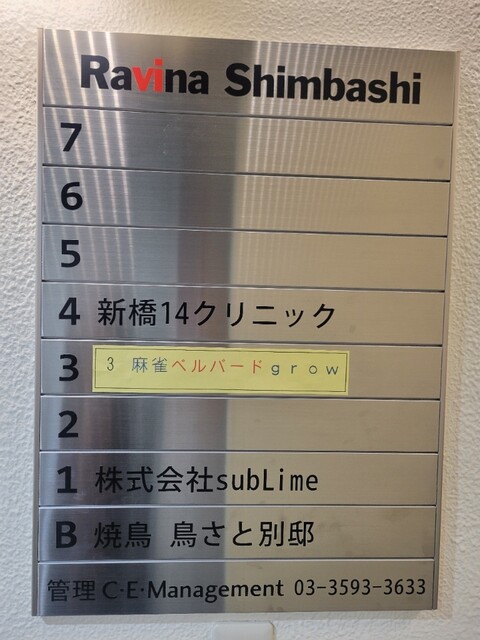 Ravina Shimbashi
7
6
5
4 新橋14クリニック
3 3 麻雀ベルバードgrow
2
1 株式会社subLime
B 焼鳥 鳥さと別邸
管理 C·E·Management 03-3593-3633